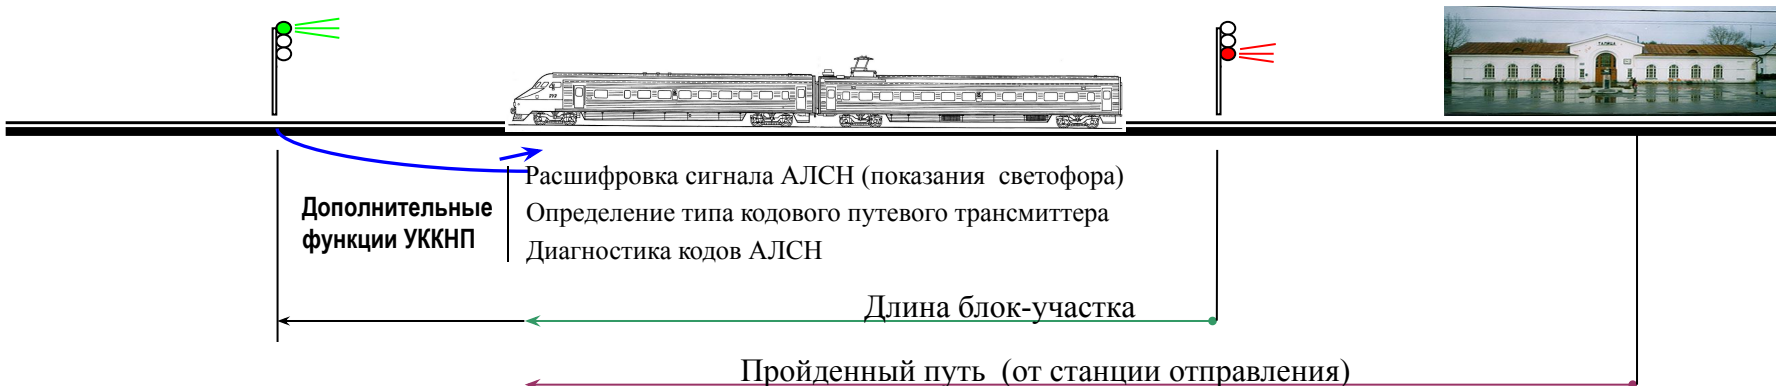 ТАЛИЦА
Расшифровка сигнала АЛСН (показания светофора)
Дополнительные
функции УККНП
Определение типа кодового путевого трансмиттера
Диагностика кодов АЛСН
Длина блок-участка
Пройденный путь (от станции отправления)